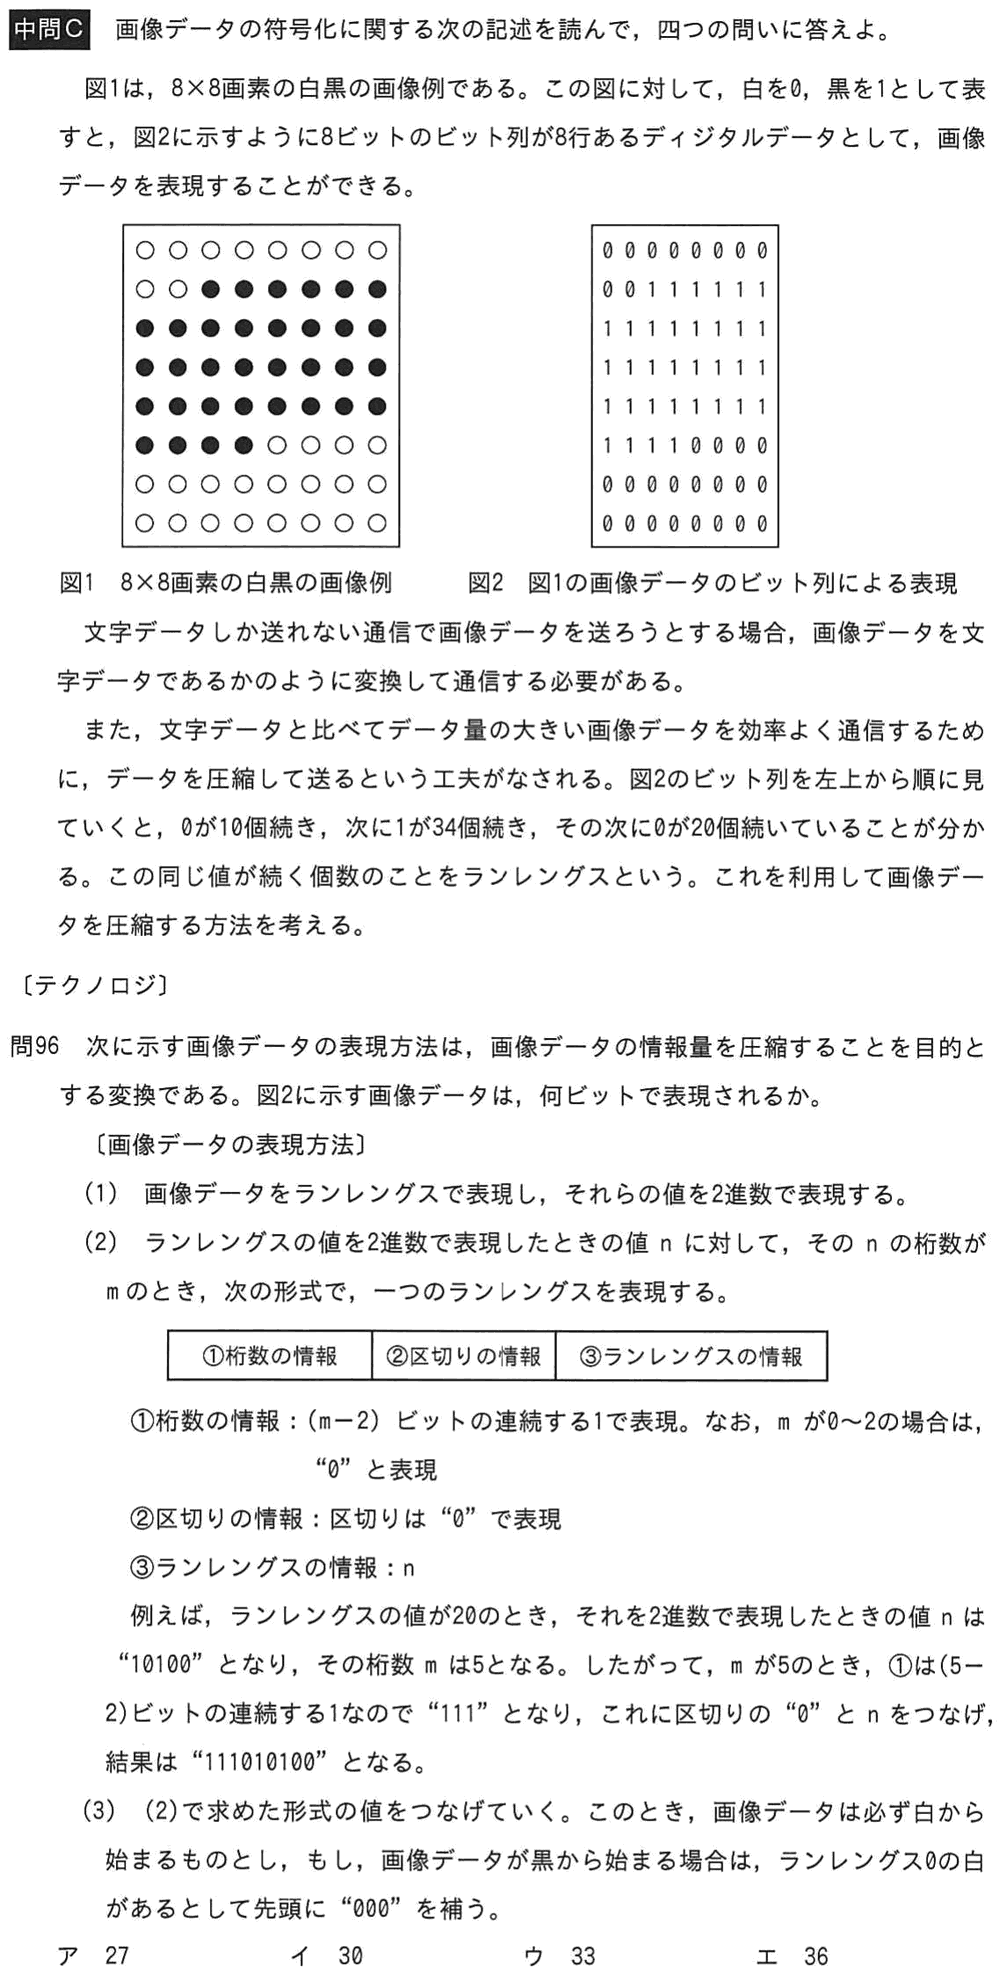 中問C 画像データの符号化に関する次の記述を読んで，四つの問いに答えよ。
図1は，8×8画素の白黒の画像例である。この図に対して，白を0，黒を1として表
すと，図2に示すように8ビットのビット列が8行あるディジタルデータとして，画像
データを表現することができる。
0 0 0 0 0 0 0 0
0 0 1 1 1 1 1 1
1 1 1 1 1 1 1 1
1 1 1 1 1 1 1 1
1 1 1 1 1 1 1 1
1 1 1 1 0 0 0 0
0 0 0 0 0 0 0 0
0 0 0 0 0 0 0 0
図1 8×8画素の白黒の画像例 図2 図1の画像データのビット列による表現
文字データしか送れない通信で画像データを送ろうとする場合，画像データを文
字データであるかのように変換して通信する必要がある。
また，文字データと比べてデータ量の大きい画像データを効率よく通信するため
に，データを圧縮して送るという工夫がなされる。図2のビット列を左上から順に見
ていくと，0が10個続き，次に1が34個続き，その次に0が20個続いていることが分か
る。この同じ値が続く個数のことをランレングスという。これを利用して画像デー
タを圧縮する方法を考える。
〔テクノロジ〕
問96 次に示す画像データの表現方法は，画像データの情報量を圧縮することを目的と
する変換である。図2に示す画像データは，何ビットで表現されるか。
〔画像データの表現方法〕
(1) 画像データをランレングスで表現し，それらの値を2進数で表現する。
(2) ランレングスの値を2進数で表現したときの値 n に対して，その n の桁数が
m のとき，次の形式で，一つのランレングスを表現する。
①桁数の情報 ②区切りの情報 ③ランレングスの情報
①桁数の情報：(m－2) ビットの連続する1で表現。なお，m が0～2の場合は，
“0” と表現
②区切りの情報：区切りは “0” で表現
③ランレングスの情報：n
例えば，ランレングスの値が20のとき，それを2進数で表現したときの値 n は
“10100” となり，その桁数 m は5となる。したがって，m が5のとき，①は(5－
2)ビットの連続する1なので “111” となり，これに区切りの “0” と n をつなげ，
結果は “111010100” となる。
(3) (2)で求めた形式の値をつなげていく。このとき，画像データは必ず白から
始まるものとし，もし，画像データが黒から始まる場合は，ランレングス0の白
があるとして先頭に “000” を補う。
ア 27 イ 30 ウ 33 エ 36